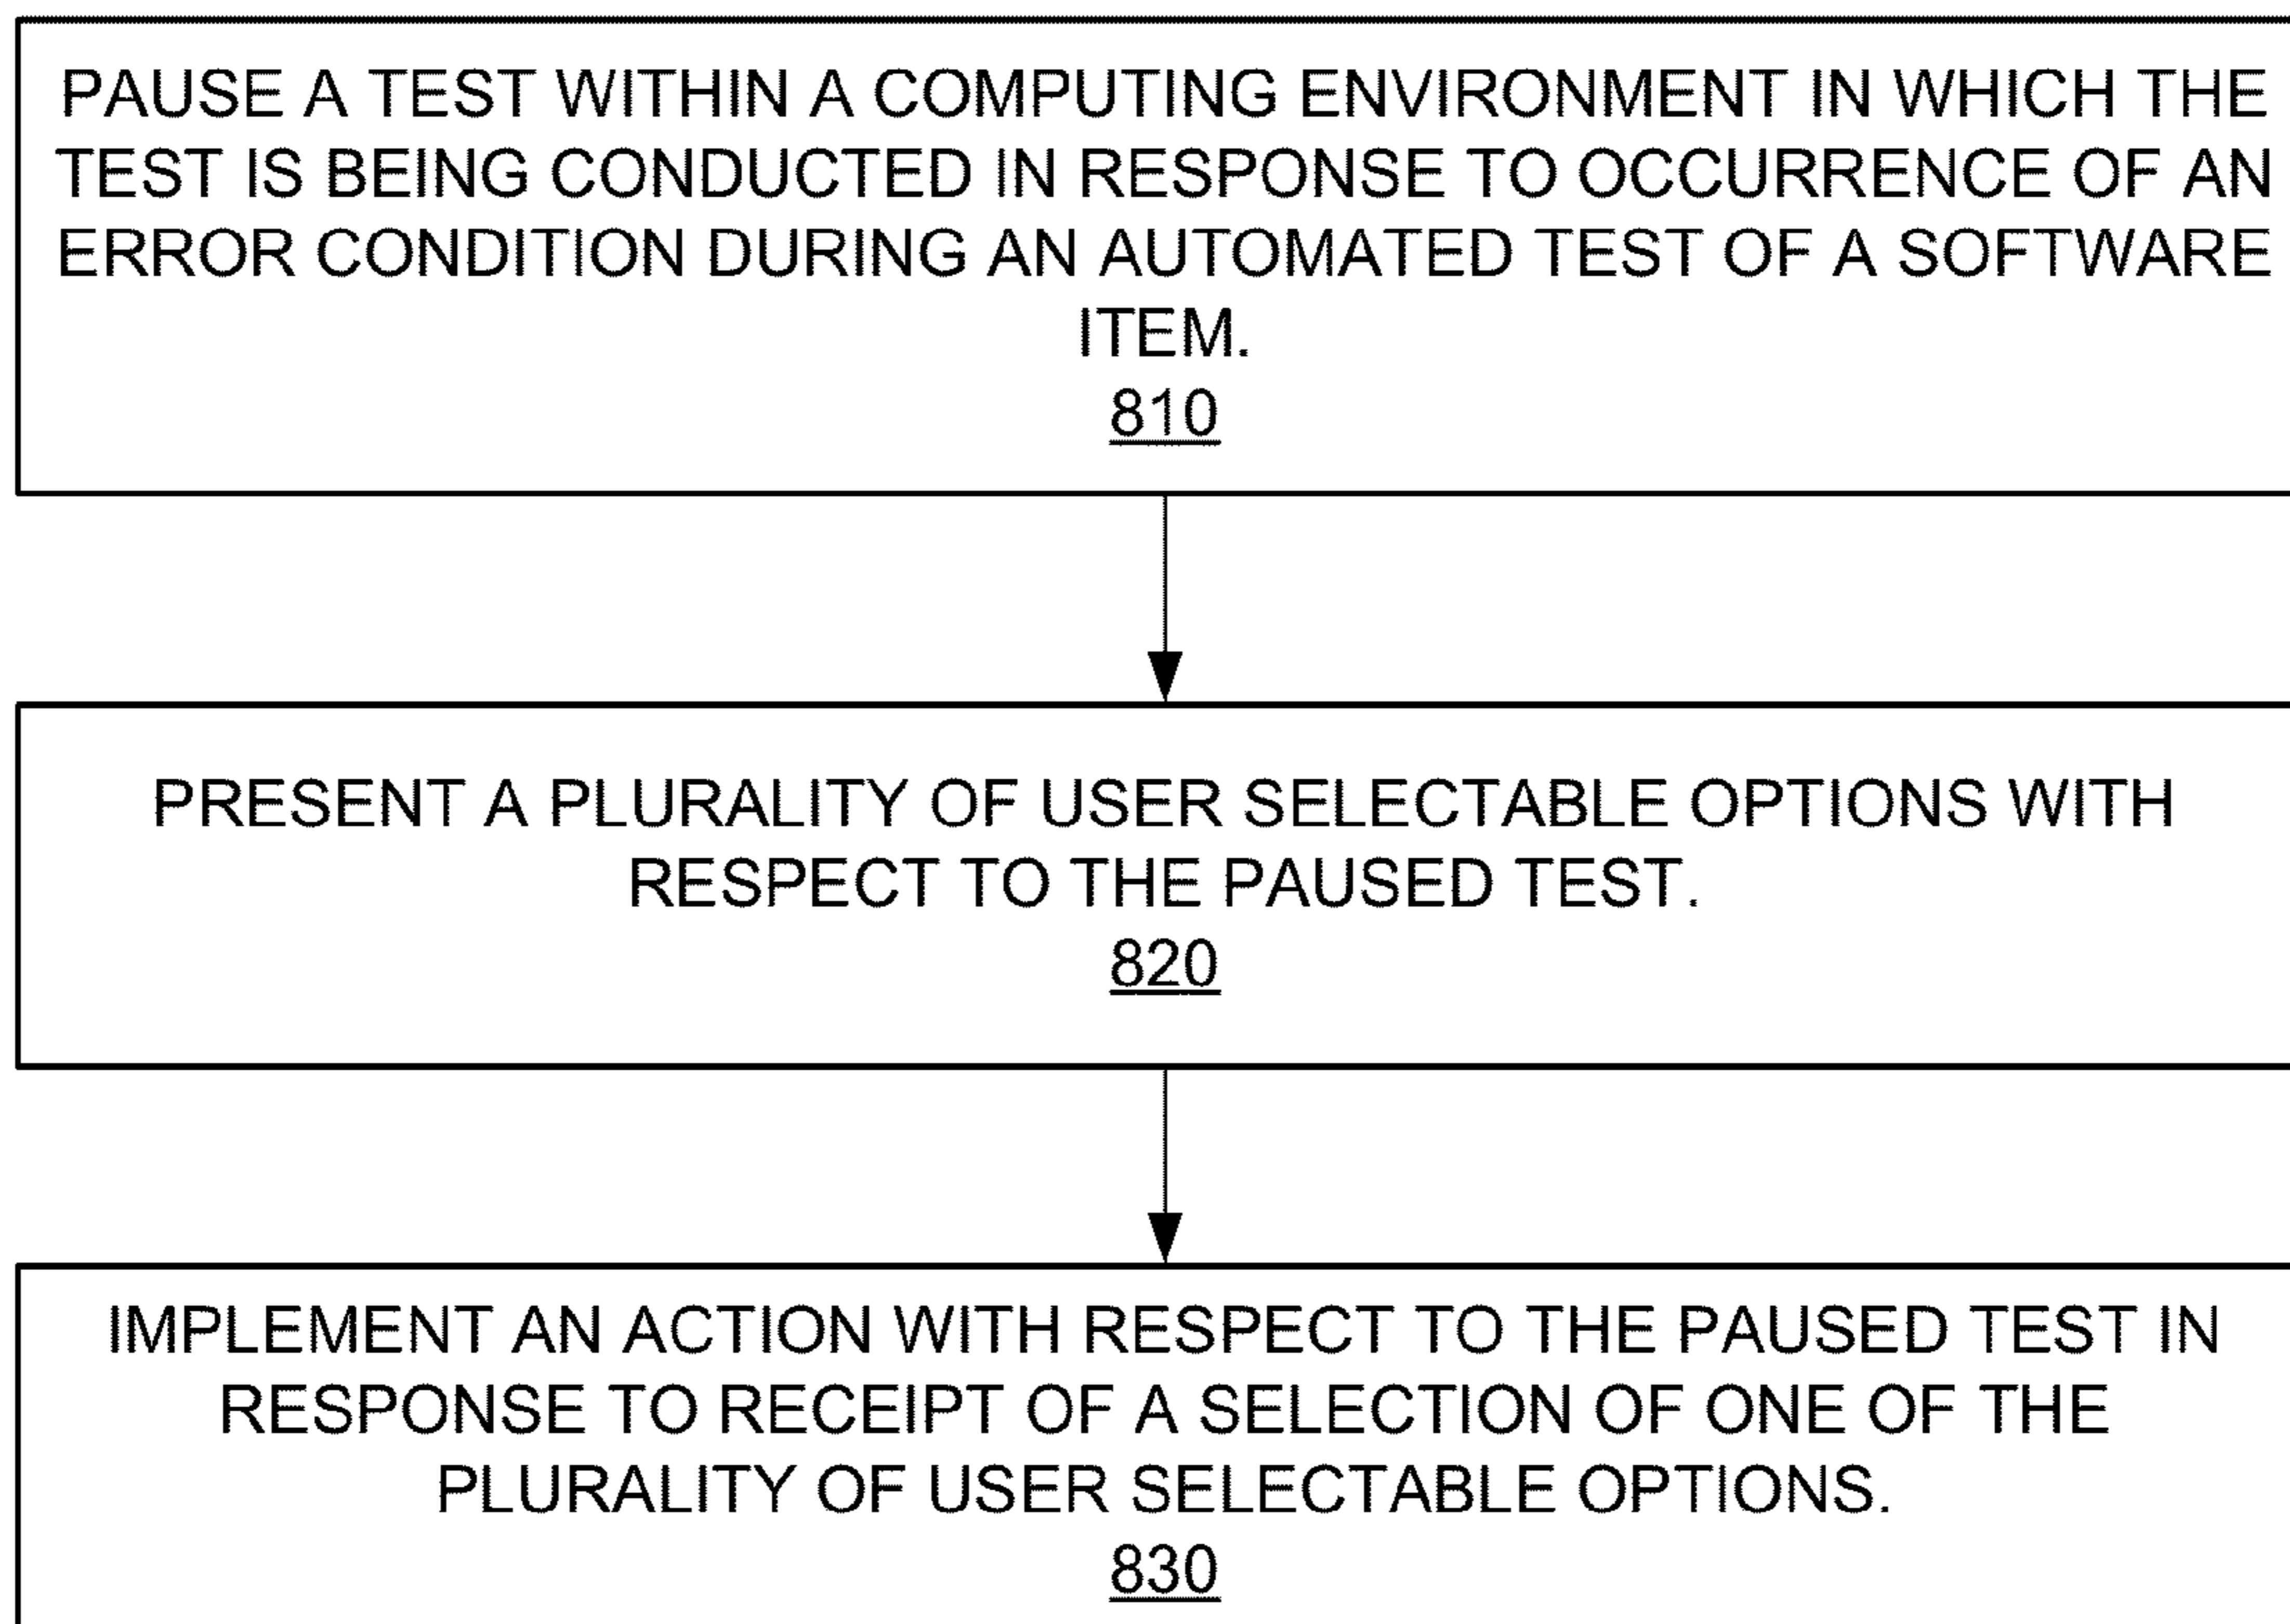 PAUSE A TEST WITHIN A COMPUTING ENVIRONMENT IN WHICH THE
TEST IS BEING CONDUCTED IN RESPONSE TO OCCURRENCE OF AN
ERROR CONDITION DURING AN AUTOMATED TEST OF A SOFTWARE
ITEM.
810
PRESENT A PLURALITY OF USER SELECTABLE OPTIONS WITH
RESPECT TO THE PAUSED TEST.
820
IMPLEMENT AN ACTION WITH RESPECT TO THE PAUSED TEST IN
RESPONSE TO RECEIPT OF A SELECTION OF ONE OF THE
PLURALITY OF USER SELECTABLE OPTIONS.
830